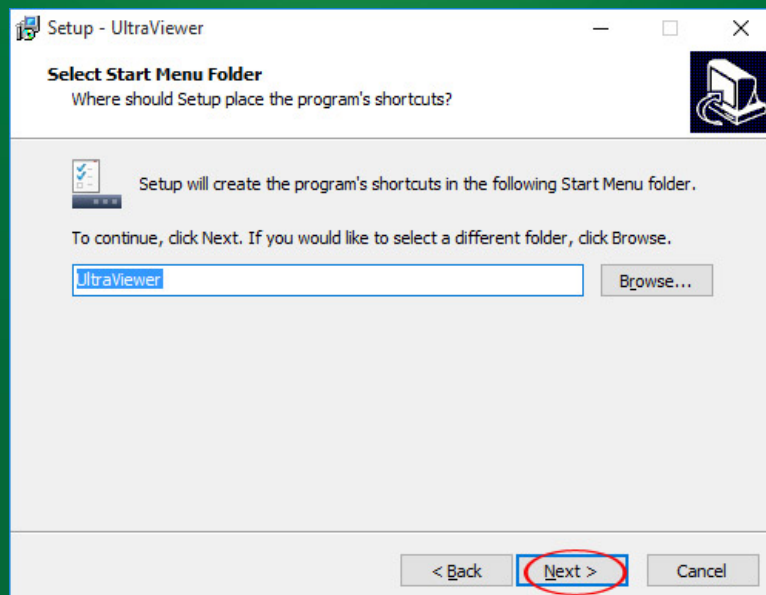 Setup - UltraViewer
Select Start Menu Folder
Where should Setup place the program's shortcuts?
Setup will create the program's shortcuts in the following Start Menu folder.
To continue, click Next. If you would like to select a different folder, click Browse.
UltraViewer
Browse...
< Back
Next >
Cancel